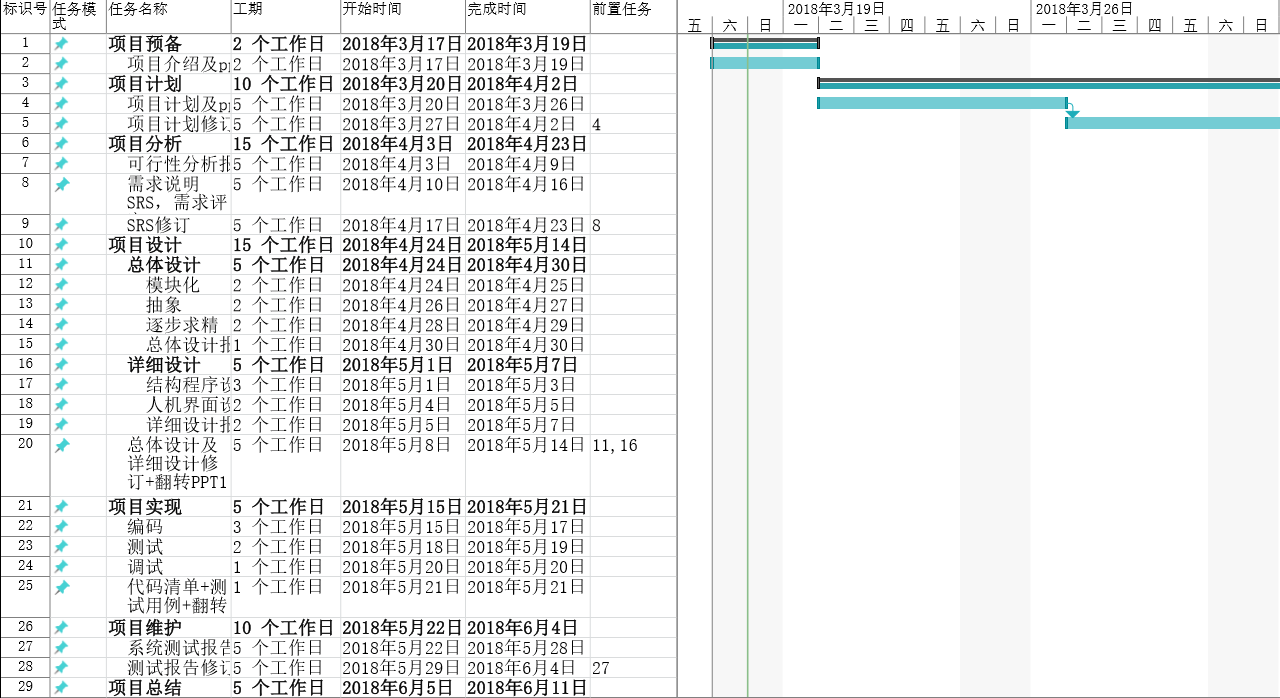 标识号 任务模式 任务名称 工期 开始时间 完成时间 前置任务
2018年3月19日 2018年3月26日
五 六 日 一 二 三 四 五 六 日 一 二 三 四 五 六 日
1 项目预备 2 个工作日 2018年3月17日 2018年3月19日
2 项目介绍及p 2 个工作日 2018年3月17日 2018年3月19日
3 项目计划 10 个工作日 2018年3月20日 2018年4月2日
4 项目计划及p 5 个工作日 2018年3月20日 2018年3月26日
5 项目计划修订 5 个工作日 2018年3月27日 2018年4月2日 4
6 项目分析 15 个工作日 2018年4月3日 2018年4月23日
7 可行性分析报 5 个工作日 2018年4月3日 2018年4月9日
8 需求说明 5 个工作日 2018年4月10日 2018年4月16日
SRS，需求评
9 SRS修订 5 个工作日 2018年4月17日 2018年4月23日 8
10 项目设计 15 个工作日 2018年4月24日 2018年5月14日
11 总体设计 5 个工作日 2018年4月24日 2018年4月30日
12 模块化 2 个工作日 2018年4月24日 2018年4月25日
13 抽象 2 个工作日 2018年4月26日 2018年4月27日
14 逐步求精 2 个工作日 2018年4月28日 2018年4月29日
15 总体设计报 1 个工作日 2018年4月30日 2018年4月30日
16 详细设计 5 个工作日 2018年5月1日 2018年5月7日
17 结构程序设 3 个工作日 2018年5月1日 2018年5月3日
18 人机界面设 2 个工作日 2018年5月4日 2018年5月5日
19 详细设计报 2 个工作日 2018年5月5日 2018年5月7日
20 总体设计及 5 个工作日 2018年5月8日 2018年5月14日 11,16
详细设计修
订+翻转PPT1
21 项目实现 5 个工作日 2018年5月15日 2018年5月21日
22 编码 3 个工作日 2018年5月15日 2018年5月17日
23 测试 2 个工作日 2018年5月18日 2018年5月19日
24 调试 1 个工作日 2018年5月20日 2018年5月20日
25 代码清单+测 1 个工作日 2018年5月21日 2018年5月21日
试用例+翻转
26 项目维护 10 个工作日 2018年5月22日 2018年6月4日
27 系统测试报告 5 个工作日 2018年5月22日 2018年5月28日
28 测试报告修订 5 个工作日 2018年5月29日 2018年6月4日 27
29 项目总结 5 个工作日 2018年6月5日 2018年6月11日